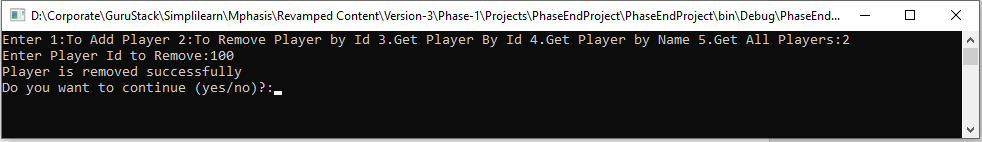 D:\Corporate\GuruStack\Simplilearn\Mphasis\Revamped Content\Version-3\Phase-1\Projects\PhaseEndProject\PhaseEndProject\bin\Debug\PhaseEnd...
Enter 1:To Add Player 2:To Remove Player by Id 3.Get Player By Id 4.Get Player by Name 5.Get All Players:2
Enter Player Id to Remove:100
Player is removed successfully
Do you want to continue (yes/no)?: